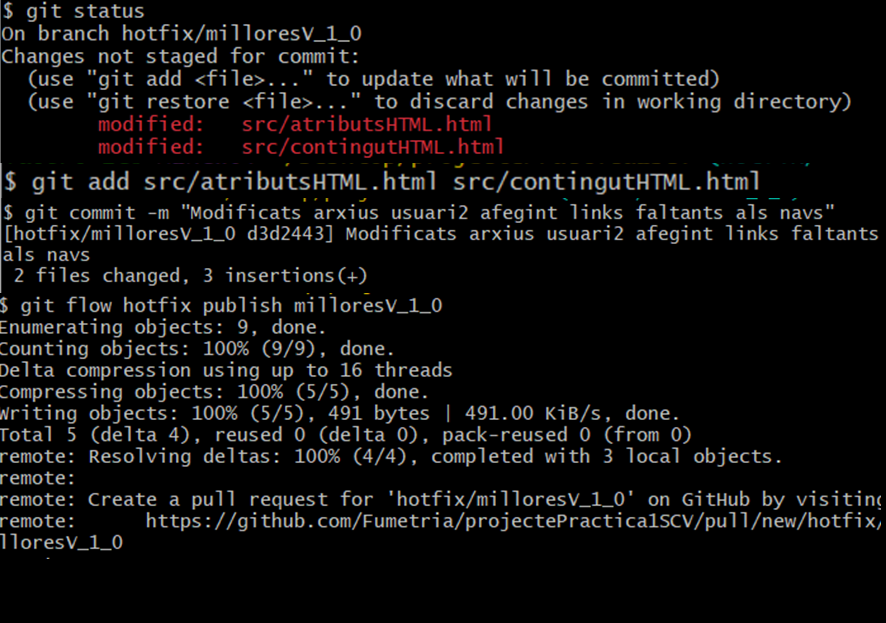 $ git status
On branch hotfix/milloresV_1_0
Changes not staged for commit:
  (use "git add <file>..." to update what will be committed)
  (use "git restore <file>..." to discard changes in working directory)
        modified:   src/atributsHTML.html
        modified:   src/contingutHTML.html
$ git add src/atributsHTML.html src/contingutHTML.html
$ git commit -m "Modificats arxius usuari2 afegint links faltants als navs"
[hotfix/milloresV_1_0 d3d2443] Modificats arxius usuari2 afegint links faltants
als navs
 2 files changed, 3 insertions(+)
$ git flow hotfix publish milloresV_1_0
Enumerating objects: 9, done.
Counting objects: 100% (9/9), done.
Delta compression using up to 16 threads
Compressing objects: 100% (5/5), done.
Writing objects: 100% (5/5), 491 bytes | 491.00 KiB/s, done.
Total 5 (delta 4), reused 0 (delta 0), pack-reused 0 (from 0)
remote: Resolving deltas: 100% (4/4), completed with 3 local objects.
remote:
remote: Create a pull request for 'hotfix/milloresV_1_0' on GitHub by visiting
remote:      https://github.com/Fumetria/projectePractica1SCV/pull/new/hotfix/
lloresV_1_0